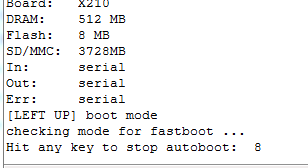 Board:   X210
DRAM:    512 MB
Flash:   8 MB
SD/MMC:  3728MB
In:      serial
Out:     serial
Err:     serial
[LEFT UP] boot mode
checking mode for fastboot ...
Hit any key to stop autoboot:  8